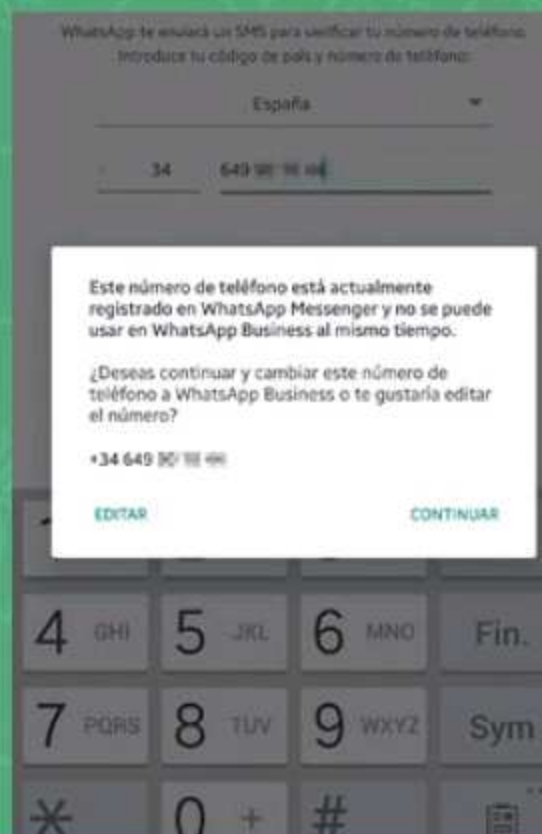 WhatsApp te enviará un SMS para verificar tu número de teléfono.
Introduce tu código de país y número de teléfono:
España
34 649
Este número de teléfono está actualmente
registrado en WhatsApp Messenger y no se puede
usar en WhatsApp Business al mismo tiempo.
¿Deseas continuar y cambiar este número de
teléfono a WhatsApp Business o te gustaría editar
el número?
+34 649
EDITAR CONTINUAR
4 GHI 5 JKL 6 MNO Fin.
7 PQRS 8 TUV 9 WXYZ Sym
* 0 + #